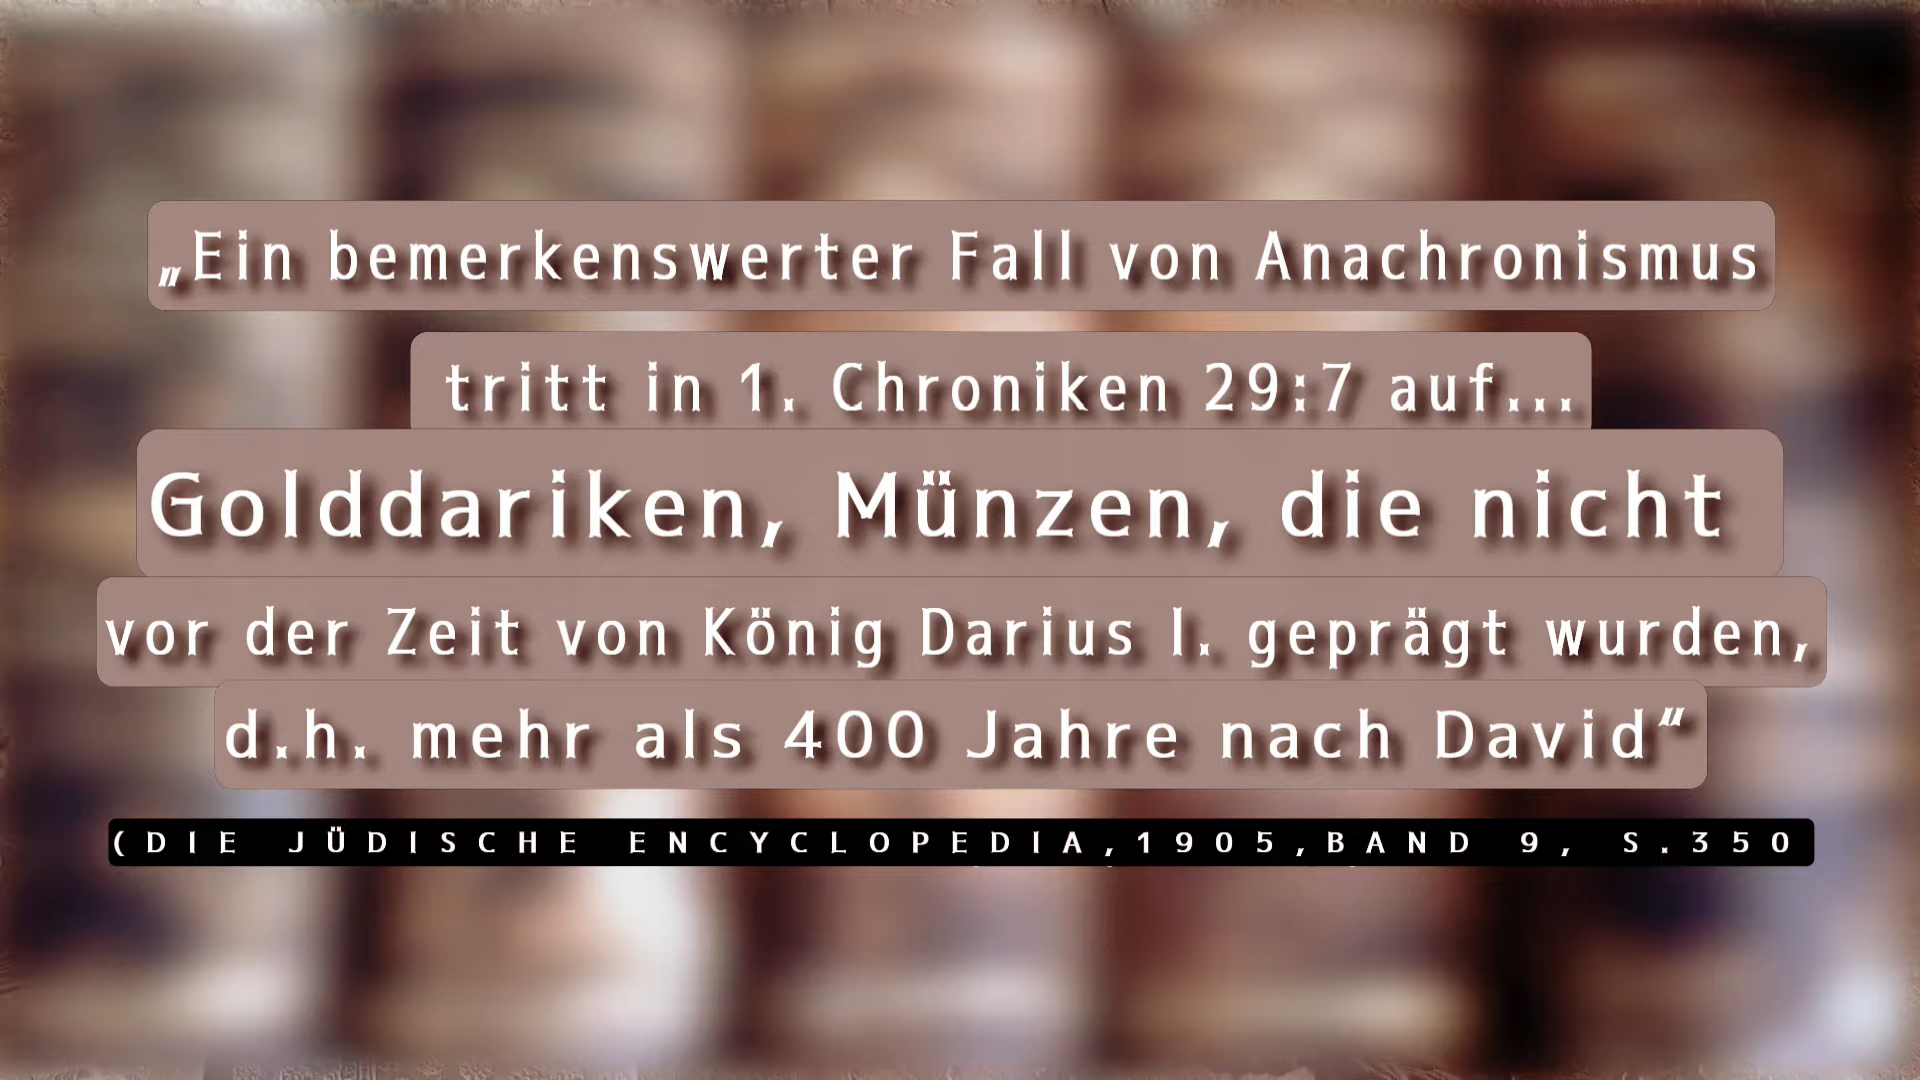 „Ein bemerkenswerter Fall von Anachronismus
tritt in 1. Chroniken 29:7 auf...
Golddariken, Münzen, die nicht
vor der Zeit von König Darius I. geprägt wurden,
d.h. mehr als 400 Jahre nach David“
(DIE JÜDISCHE ENCYCLOPEDIA,1905,BAND 9, S.350